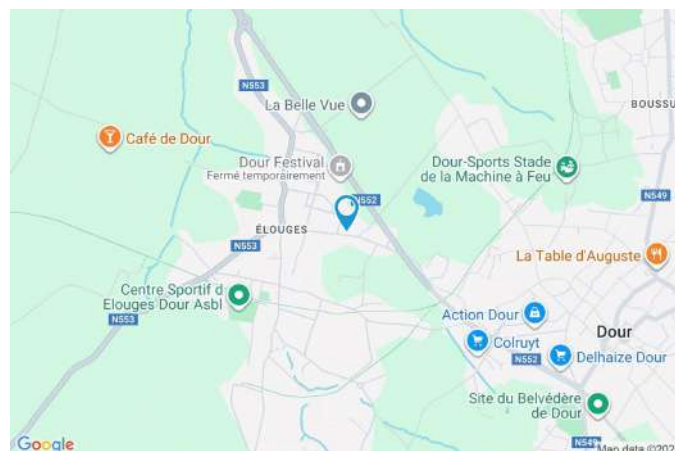 N553
La Belle Vue
BOUSSU
Café de Dour
Dour Festival
Fermé temporairement
Dour-Sports Stade
de la Machine à Feu
N549
N552
ÉLOUGES
N553
La Table d'Auguste
Centre Sportif d
Elouges Dour Asbl
Action Dour
N553
Dour
Colruyt
N552
Delhaize Dour
Site du Belvédère
de Dour
Google
N549
Map data ©202